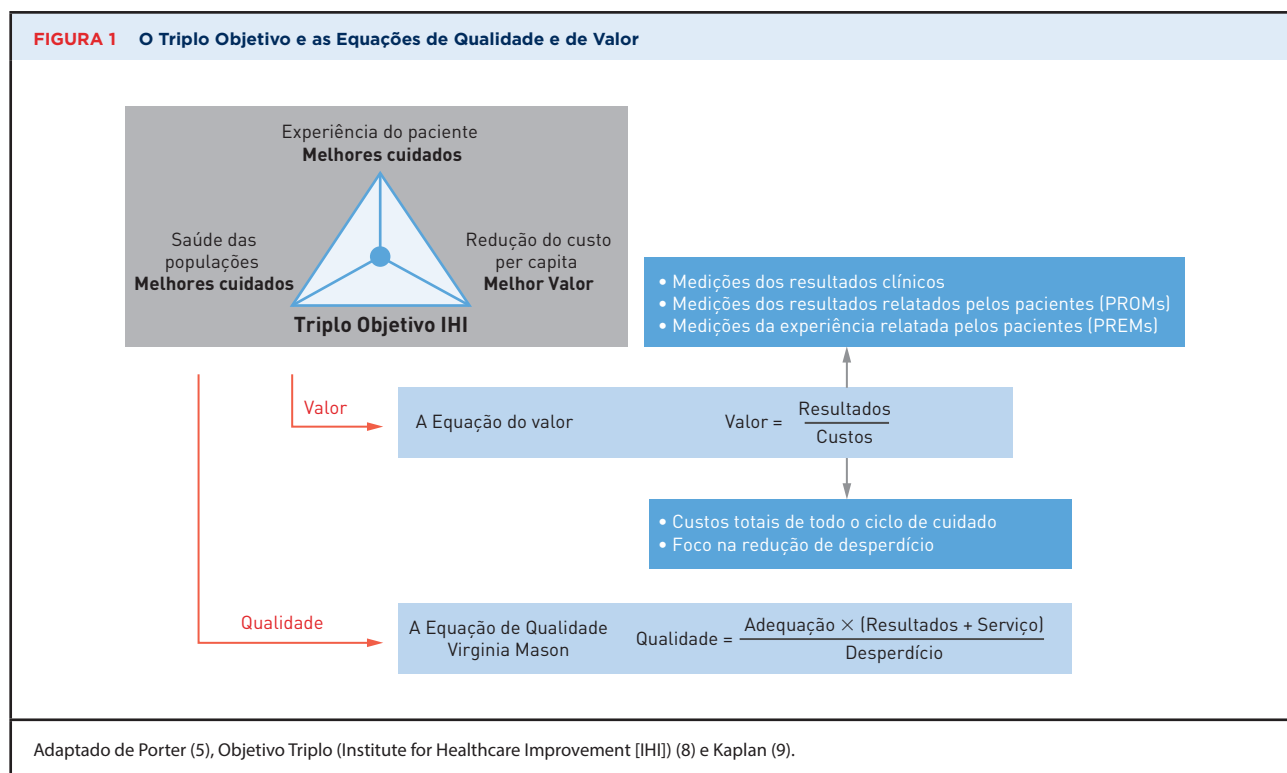 FIGURA 1 O Triplo Objetivo e as Equações de Qualidade e de Valor
Experiência do paciente
Melhores cuidados
Saúde das
populações
Melhores cuidados
Redução do custo
per capita
Melhor Valor
Triplo Objetivo IHI
• Medições dos resultados clínicos
• Medições dos resultados relatados pelos pacientes (PROMs)
• Medições da experiência relatada pelos pacientes (PREMs)
Valor
A Equação do valor
Valor =
Resultados
Custos
• Custos totais de todo o ciclo de cuidado
• Foco na redução de desperdício
Qualidade
A Equação de Qualidade
Virginia Mason
Qualidade =
Adequação × (Resultados + Serviço)
Desperdício
Adaptado de Porter (5), Objetivo Triplo (Institute for Healthcare Improvement [IHI]) (8) e Kaplan (9).